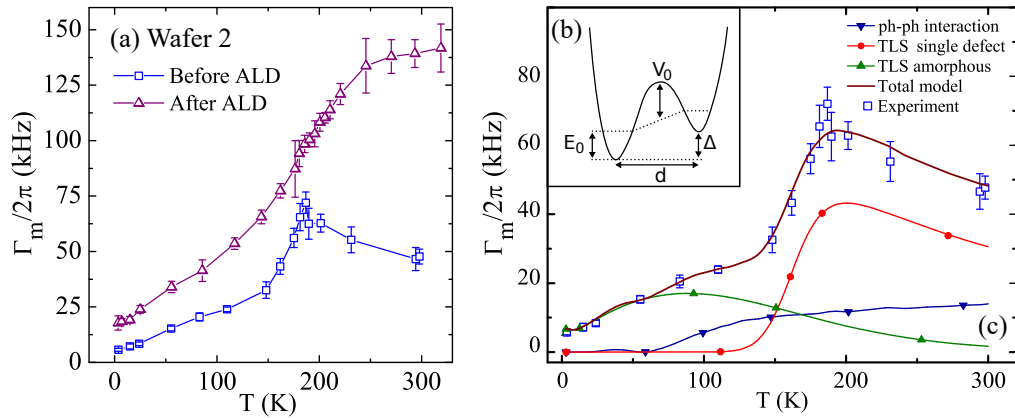 (a) Wafer 2
Before ALD
After ALD
Γm/2π (kHz)
150
125
100
75
50
25
0
0 100 200 300
T (K)
(b)
V0
E0
Δ
d
ph-ph interaction
TLS single defect
TLS amorphous
Total model
Experiment
Γm/2π (kHz)
80
60
40
20
0
0 100 200 300
T (K)
(c)